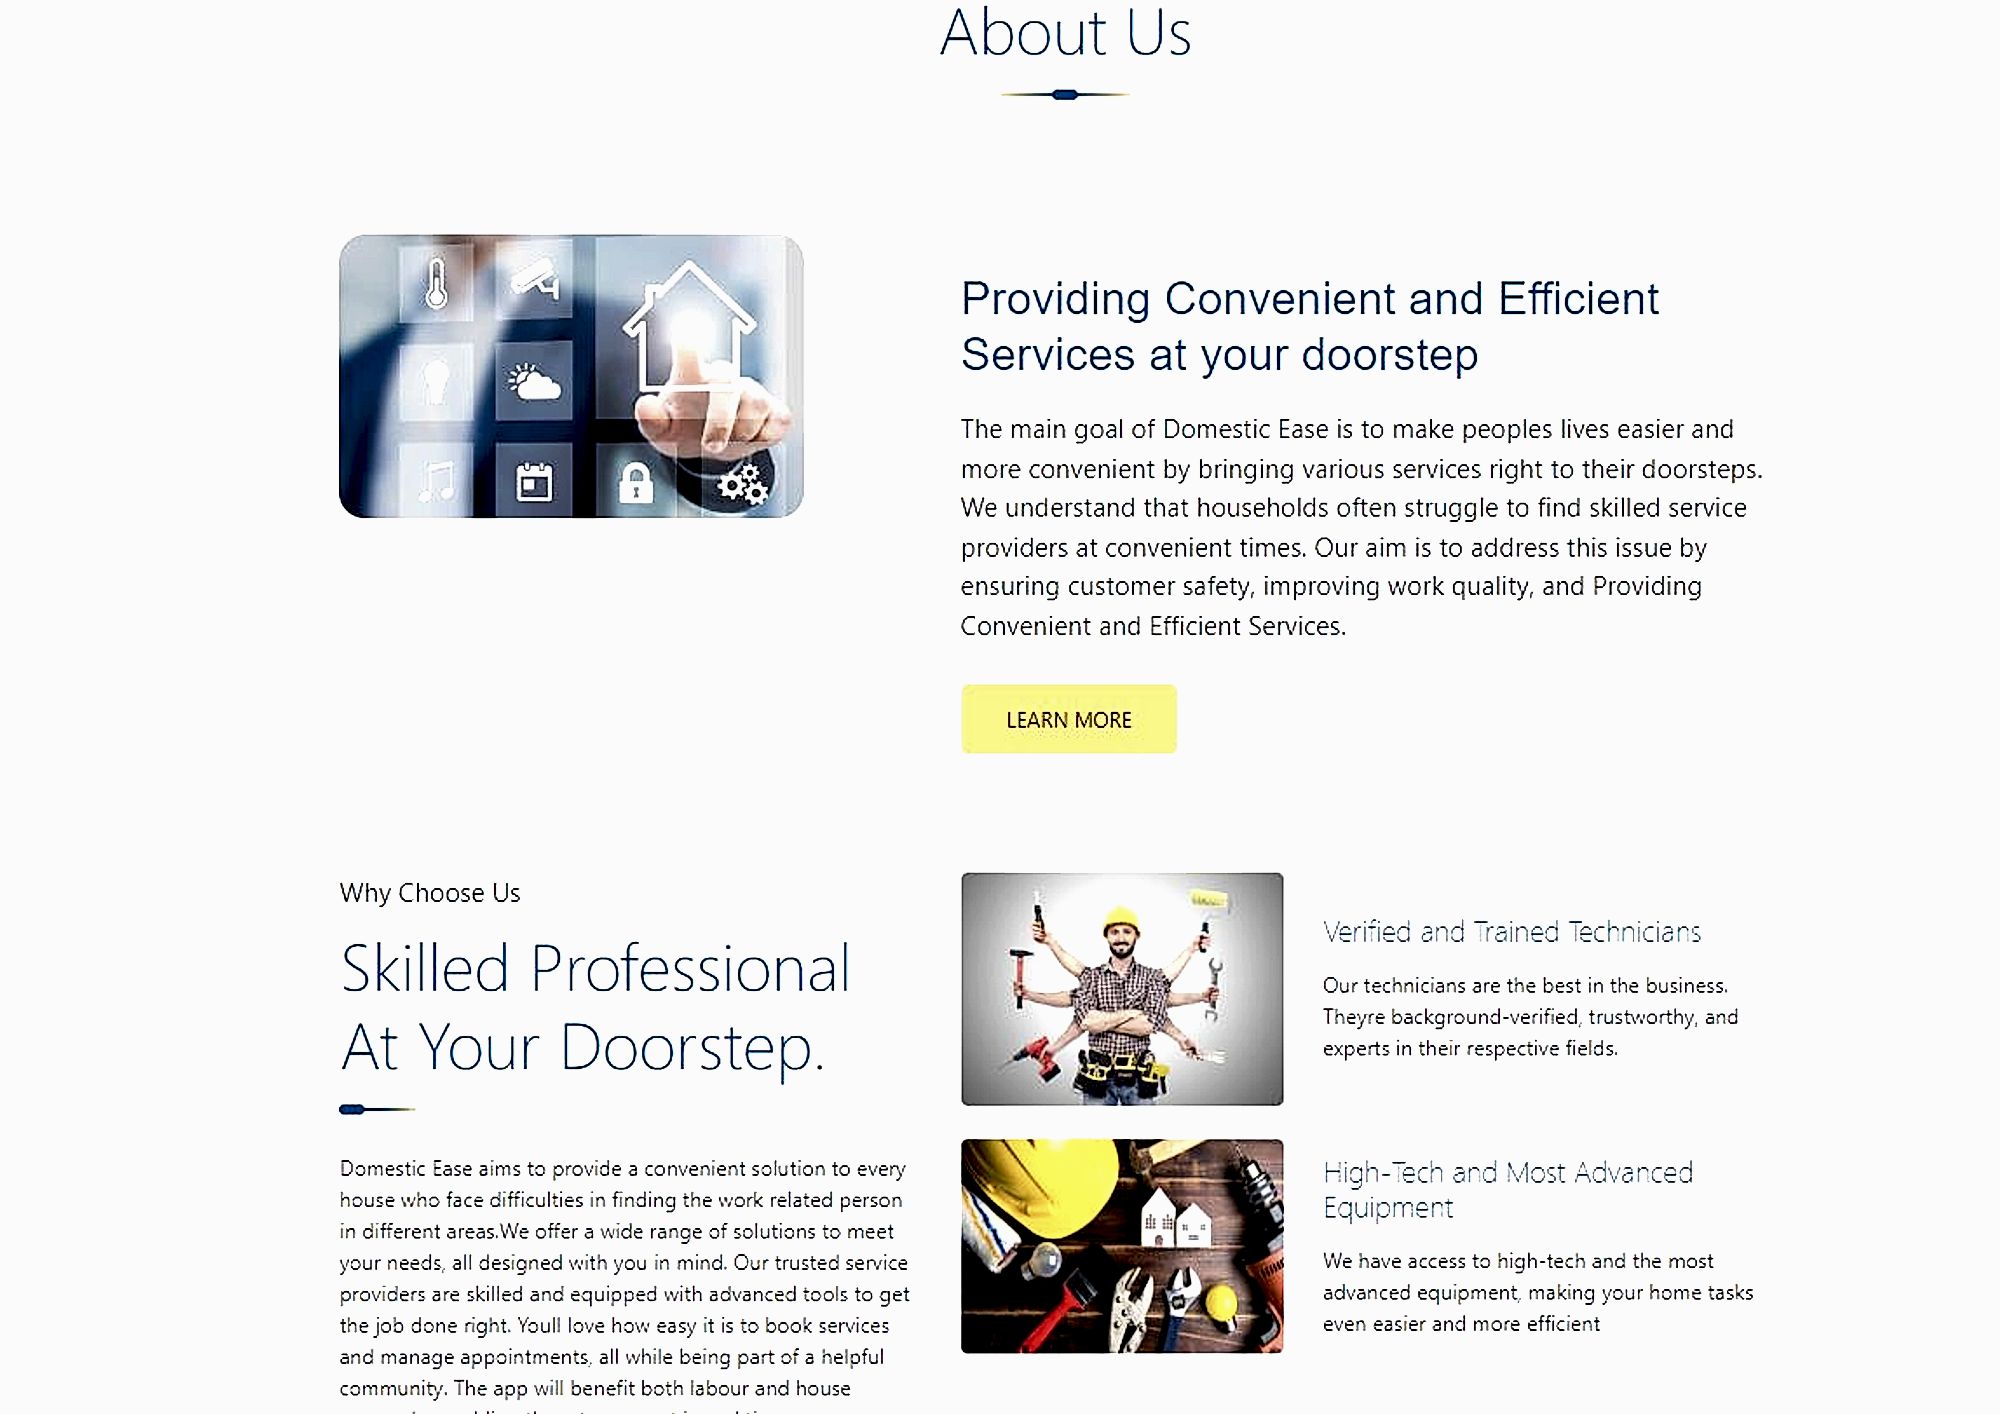 About Us
Providing Convenient and Efficient
Services at your doorstep
The main goal of Domestic Ease is to make peoples lives easier and
more convenient by bringing various services right to their doorsteps.
We understand that households often struggle to find skilled service
providers at convenient times. Our aim is to address this issue by
ensuring customer safety, improving work quality, and Providing
Convenient and Efficient Services.
LEARN MORE
Why Choose Us
Skilled Professional
At Your Doorstep.
Domestic Ease aims to provide a convenient solution to every
house who face difficulties in finding the work related person
in different areas.We offer a wide range of solutions to meet
your needs, all designed with you in mind. Our trusted service
providers are skilled and equipped with advanced tools to get
the job done right. Youll love how easy it is to book services
and manage appointments, all while being part of a helpful
community. The app will benefit both labour and house
Verified and Trained Technicians
Our technicians are the best in the business.
Theyre background-verified, trustworthy, and
experts in their respective fields.
High-Tech and Most Advanced
Equipment
We have access to high-tech and the most
advanced equipment, making your home tasks
even easier and more efficient